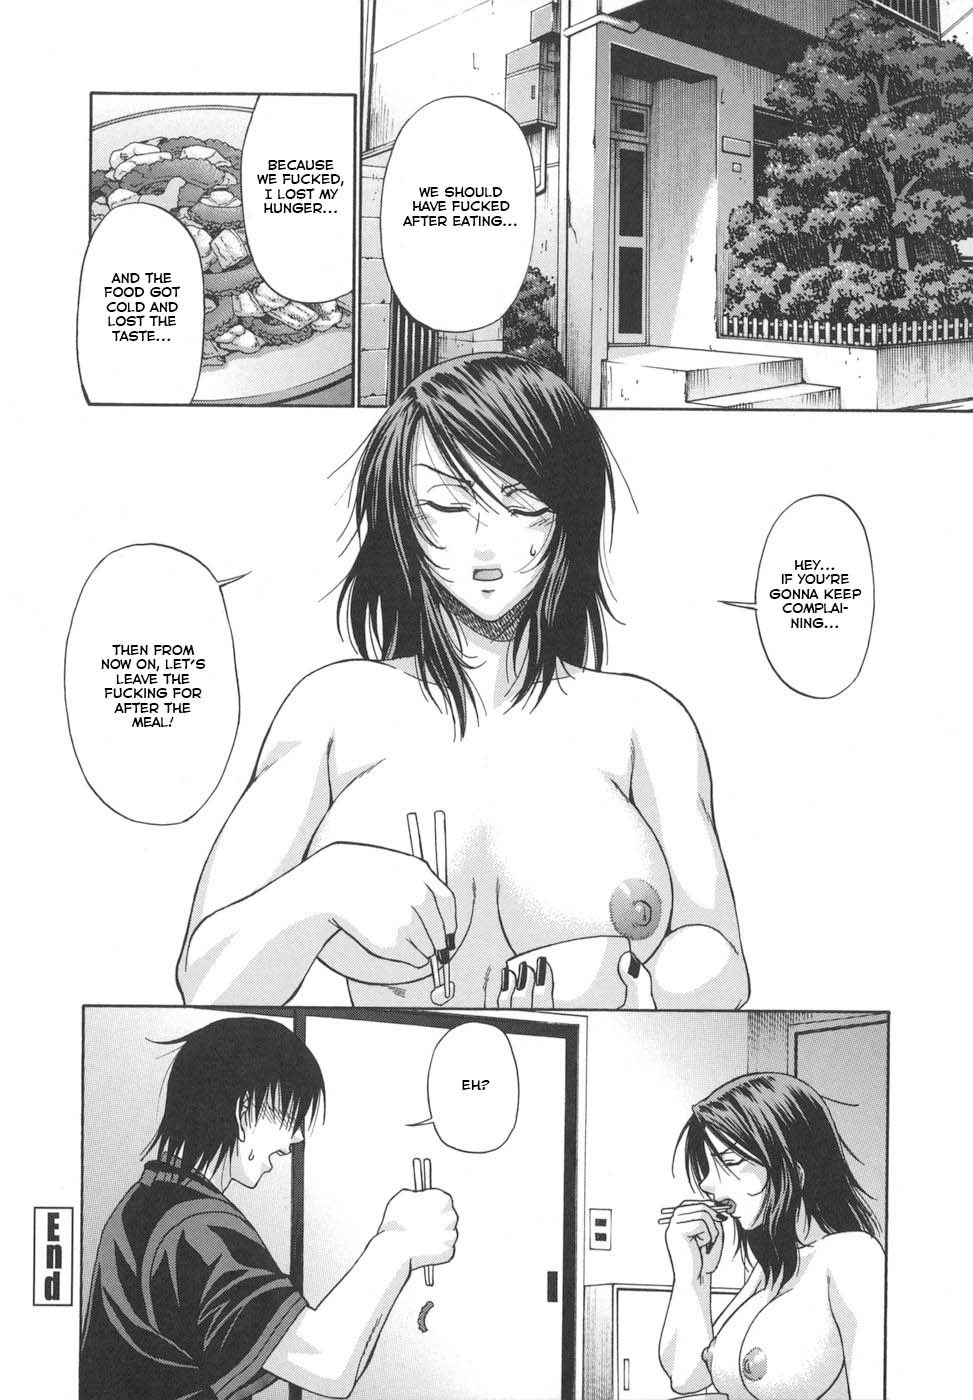 WE SHOULD
HAVE FUCKED
AFTER EATING...
BECAUSE
WE FUCKED,
I LOST MY
HUNGER...
AND THE
FOOD GOT
COLD AND
LOST THE
TASTE...
HEY...
IF YOU'RE
GONNA KEEP
COMPLAI-
NING...
THEN FROM
NOW ON, LET'S
LEAVE THE
FUCKING FOR
AFTER THE
MEAL!
EH?
End